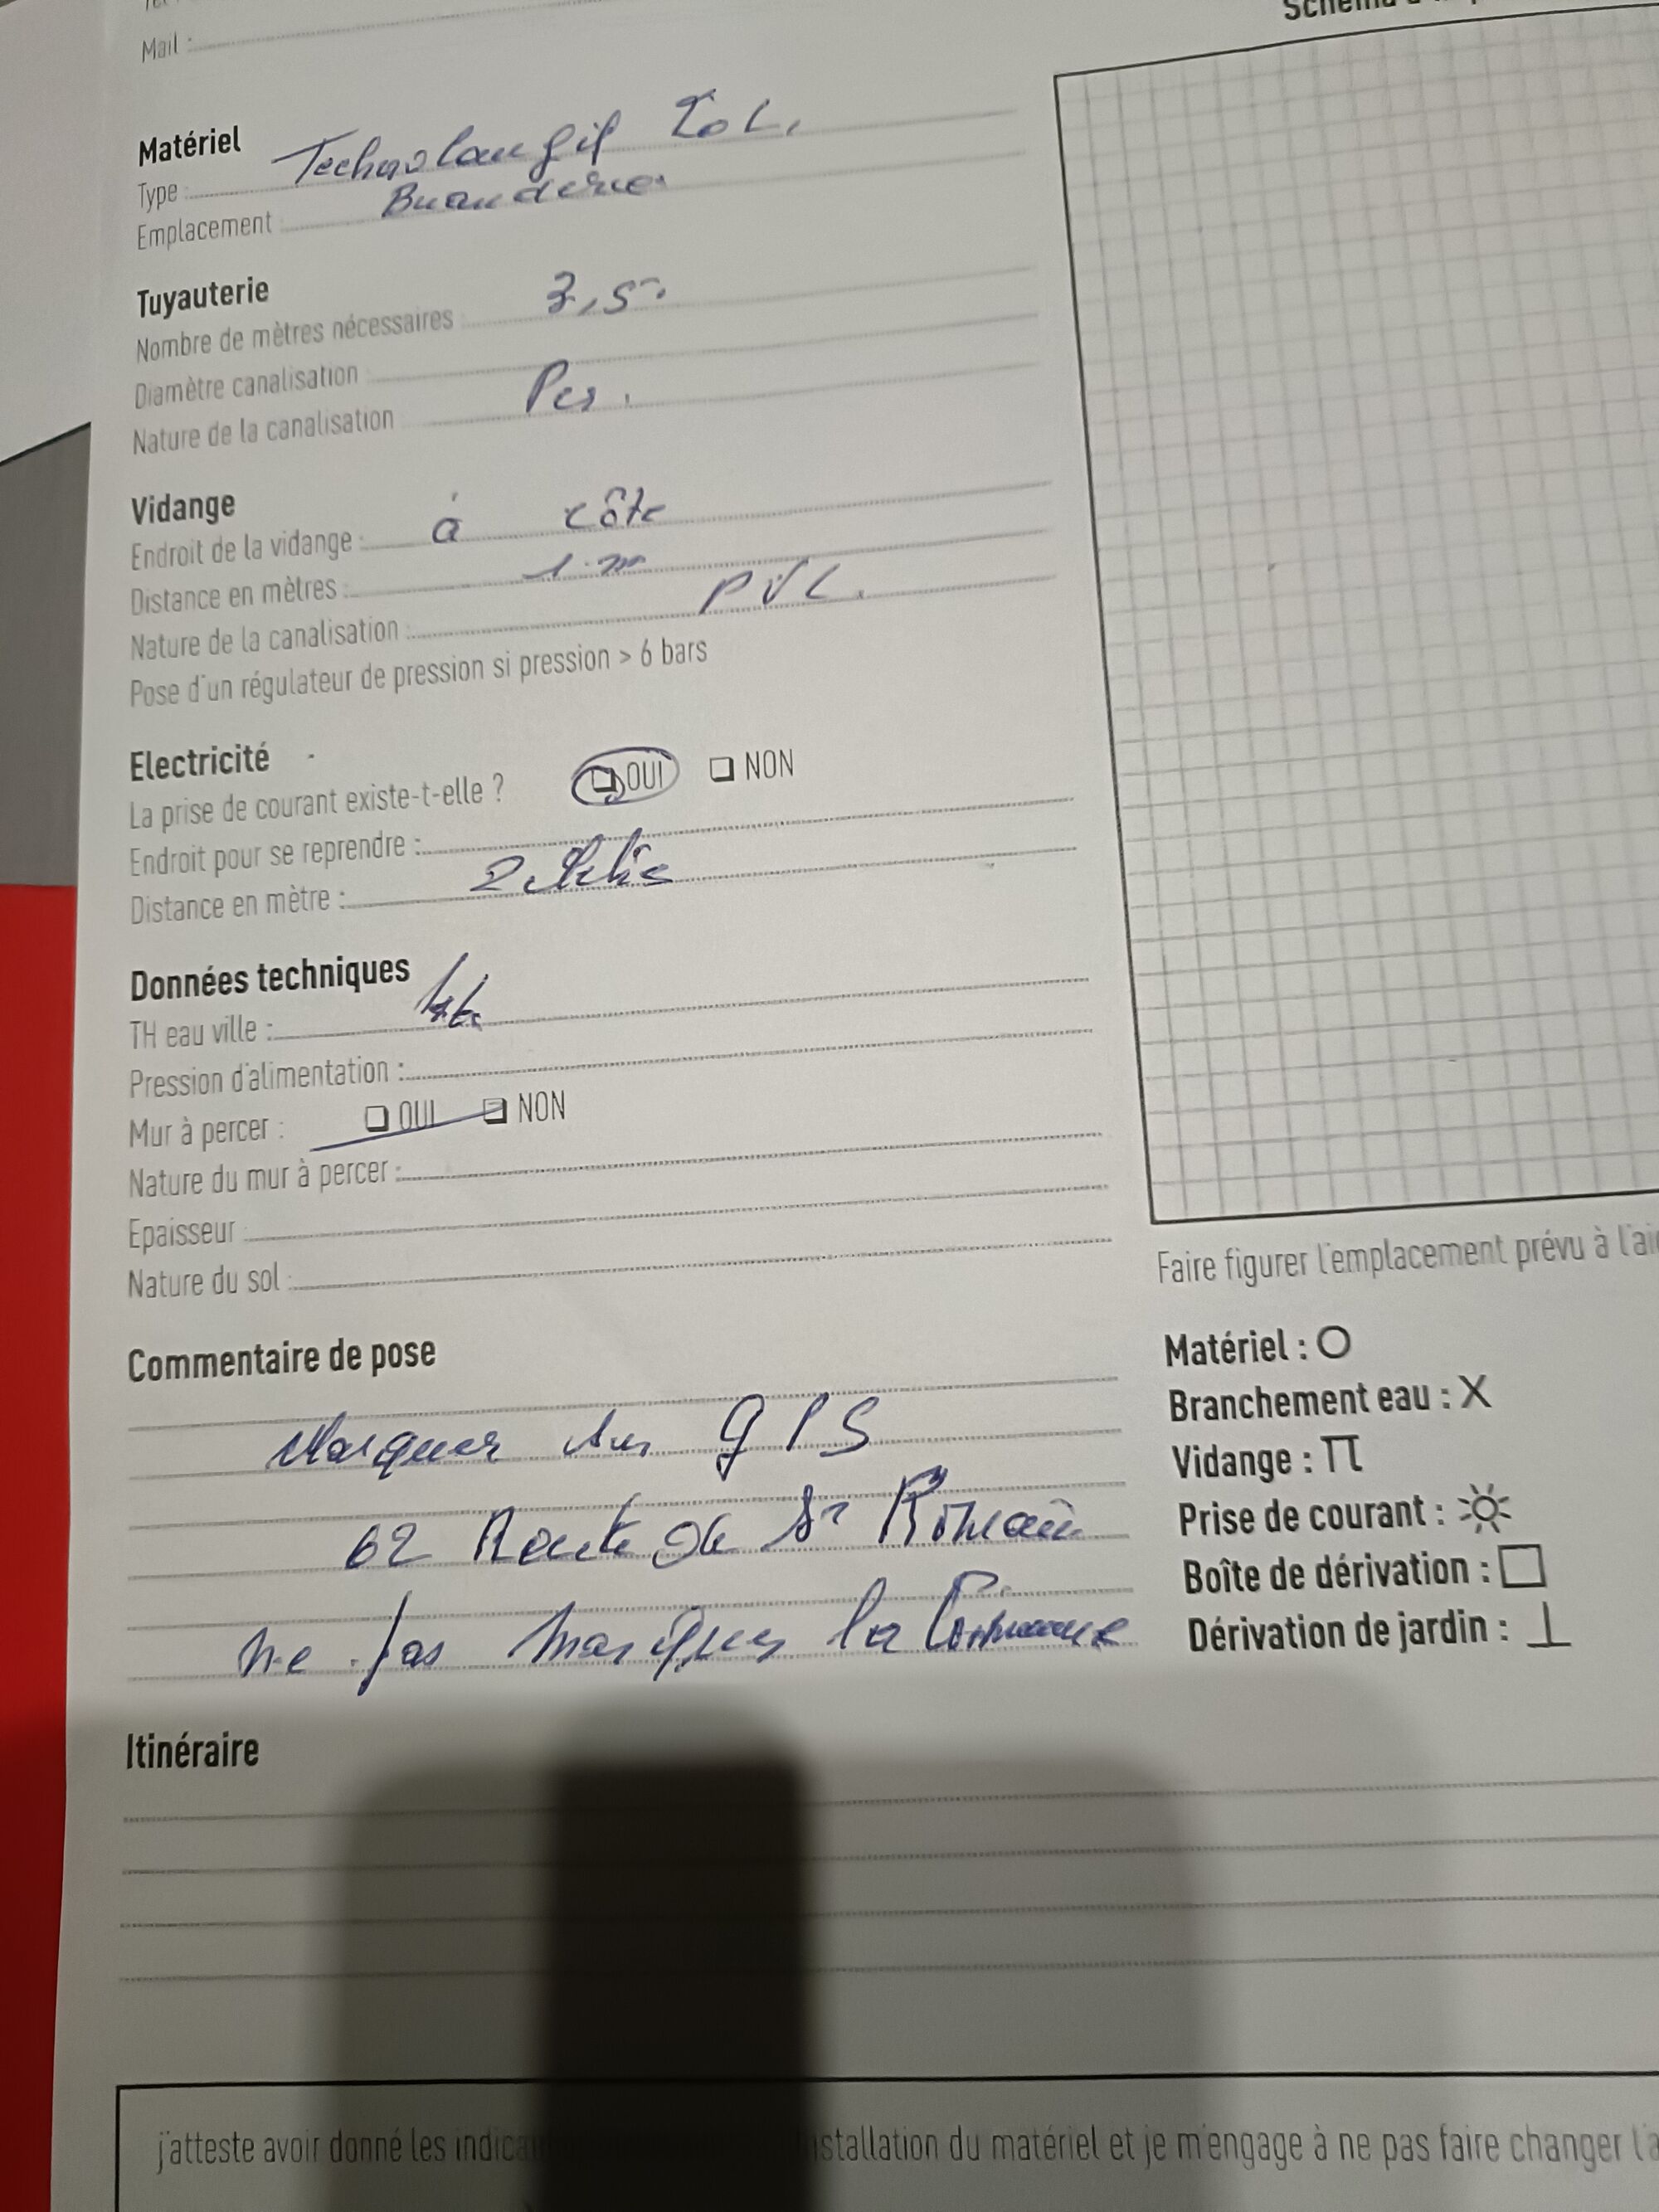 Mail :
Matériel
Type
Emplacement Buanderie
Tuyauterie
Nombre de mètres nécessaires 3,5
Diamètre canalisation
Nature de la canalisation Per.
Vidange
Endroit de la vidange : à côté
Distance en mètres : 1 m
Nature de la canalisation : PVC.
Pose d'un régulateur de pression si pression > 6 bars
Electricité
La prise de courant existe-t-elle ? OUI NON
Endroit pour se reprendre :
Distance en mètre : 2
Données techniques
TH eau ville :
Pression d'alimentation :
Mur à percer : OUI NON
Nature du mur à percer :
Epaisseur
Nature du sol :
Commentaire de pose
Marquer sur GPS
62 Route de St Romain
ne pas marquer la Commune
Itinéraire
Faire figurer l'emplacement prévu à
Matériel :
Branchement eau :
Vidange :
Prise de courant :
Boîte de dérivation :
Dérivation de jardin :
j'atteste avoir donné les stallation du matériel et je m'engage à ne pas faire changer